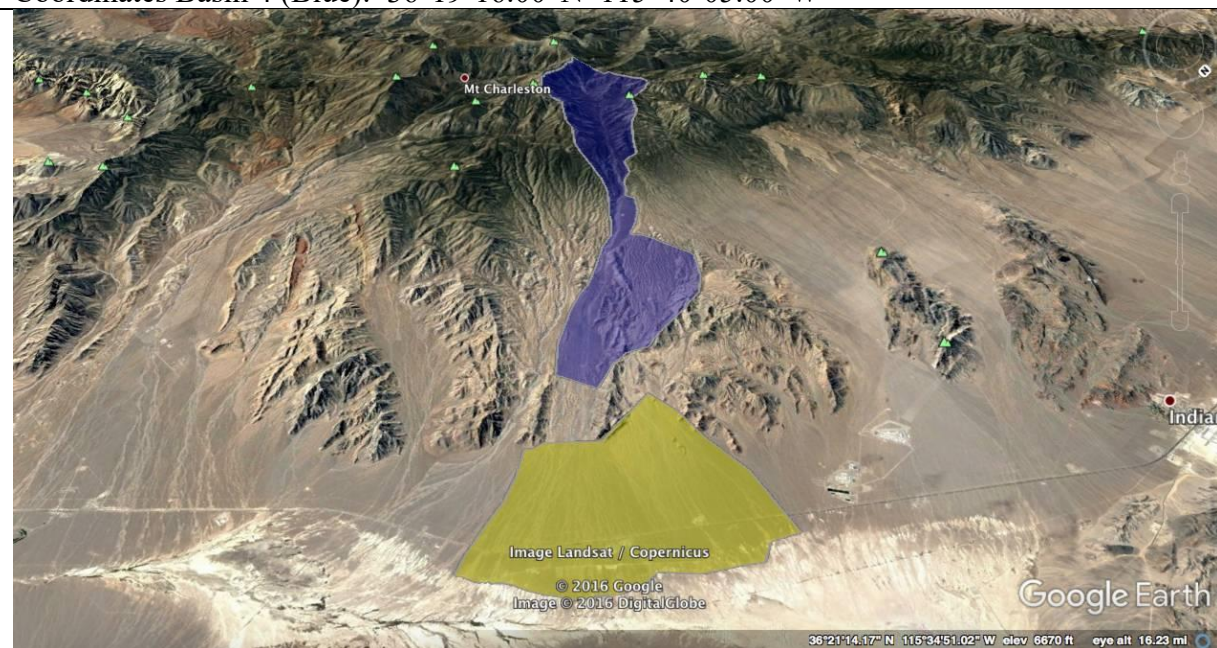 Coordinates Basin 4 (Blue): 36°19'16.00" N 115°40'05.00" W
Mt Charleston
India
Image Landsat / Copernicus
© 2016 Google
Image © 2016 DigitalGlobe
Google Earth
36°21'14.17" N 115°34'51.02" W elev 6670 ft eye alt 16.23 mi